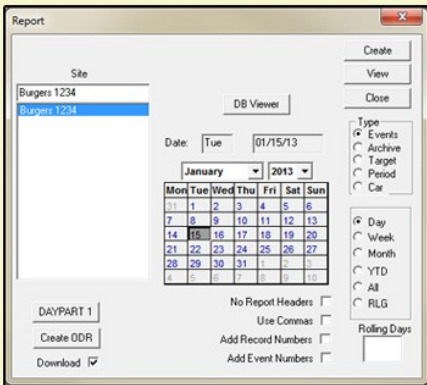 Report
Create
Site
View
Burgers 1234
Burgers 1234
DB Viewer
Close
Type
Events
Archive
Target
Period
Car
Date: Tue 01/15/13
January 2013
Mon Tue Wed Thu Fri Sat Sun
31 1 2 3 4 5 6
7 8 9 10 11 12 13
14 15 16 17 18 19 20
21 22 23 24 25 26 27
28 29 30 31 1 2 3
4 5 6 7 8 9 10
Day
Week
Month
YTD
All
RLG
DAYPART 1
Create ODR
Download
No Report Headers
Use Commas
Add Record Numbers
Add Event Numbers
Rolling Days